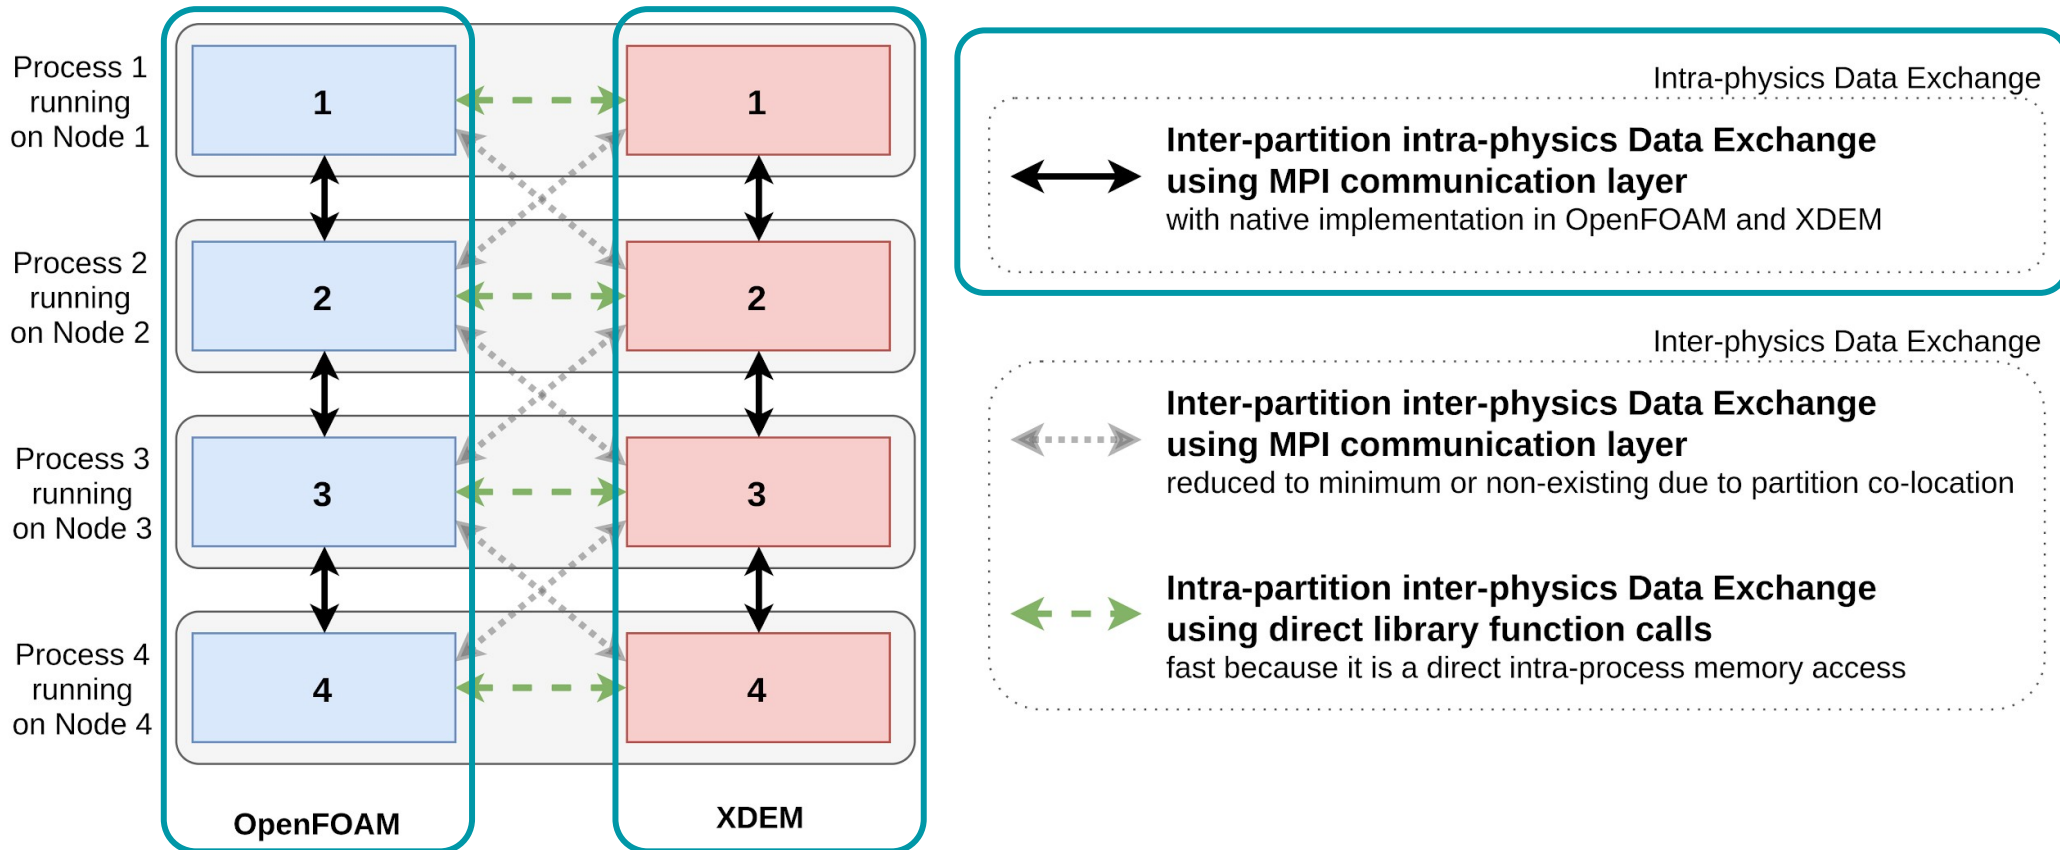 Process 1
running
on Node 1
1
1
Process 2
running
on Node 2
2
2
Process 3
running
on Node 3
3
3
Process 4
running
on Node 4
4
4
OpenFOAM
XDEM
Intra-physics Data Exchange
Inter-partition intra-physics Data Exchange
using MPI communication layer
with native implementation in OpenFOAM and XDEM
Inter-physics Data Exchange
Inter-partition inter-physics Data Exchange
using MPI communication layer
reduced to minimum or non-existing due to partition co-location
Intra-partition inter-physics Data Exchange
using direct library function calls
fast because it is a direct intra-process memory access